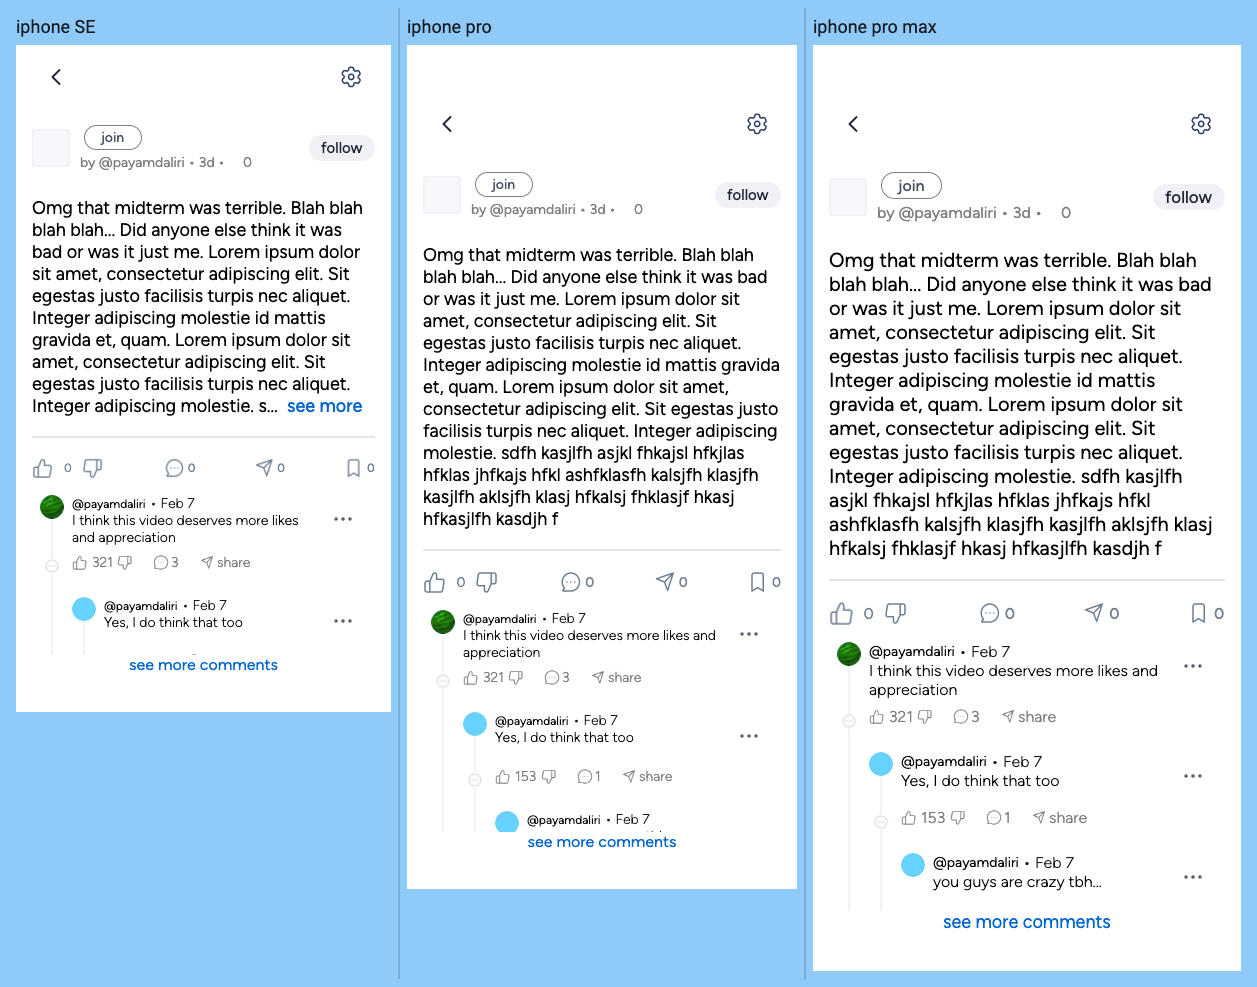 iphone SE
join
by @payamdaliri • 3d • 0
follow
Omg that midterm was terrible. Blah blah
blah blah... Did anyone else think it was
bad or was it just me. Lorem ipsum dolor
sit amet, consectetur adipiscing elit. Sit
egestas justo facilisis turpis nec aliquet.
Integer adipiscing molestie id mattis
gravida et, quam. Lorem ipsum dolor sit
amet, consectetur adipiscing elit. Sit
egestas justo facilisis turpis nec aliquet.
Integer adipiscing molestie. s... see more
0 0 0 0
@payamdaliri • Feb 7
I think this video deserves more likes
and appreciation
321 3 share
@payamdaliri • Feb 7
Yes, I do think that too
see more comments
iphone pro
join
by @payamdaliri • 3d • 0
follow
Omg that midterm was terrible. Blah blah
blah blah... Did anyone else think it was bad
or was it just me. Lorem ipsum dolor sit
amet, consectetur adipiscing elit. Sit
egestas justo facilisis turpis nec aliquet.
Integer adipiscing molestie id mattis gravida
et, quam. Lorem ipsum dolor sit amet,
consectetur adipiscing elit. Sit egestas justo
facilisis turpis nec aliquet. Integer adipiscing
molestie. sdfh kasjlfh asjkl fhkajsl hfkjlas
hfklas jhfkajs hfkl ashfklasfh kalsjfh klasjfh
kasjlfh aklsjfh klasj hfkalsj fhklasjf hkasj
hfkasjlfh kasdjh f
0 0 0 0
@payamdaliri • Feb 7
I think this video deserves more likes and
appreciation
321 3 share
@payamdaliri • Feb 7
Yes, I do think that too
153 1 share
@payamdaliri • Feb 7
see more comments
iphone pro max
join
by @payamdaliri • 3d • 0
follow
Omg that midterm was terrible. Blah blah
blah blah... Did anyone else think it was bad
or was it just me. Lorem ipsum dolor sit
amet, consectetur adipiscing elit. Sit
egestas justo facilisis turpis nec aliquet.
Integer adipiscing molestie id mattis
gravida et, quam. Lorem ipsum dolor sit
amet, consectetur adipiscing elit. Sit
egestas justo facilisis turpis nec aliquet.
Integer adipiscing molestie. sdfh kasjlfh
asjkl fhkajsl hfkjlas hfklas jhfkajs hfkl
ashfklasfh kalsjfh klasjfh kasjlfh aklsjfh klasj
hfkalsj fhklasjf hkasj hfkasjlfh kasdjh f
0 0 0 0
@payamdaliri • Feb 7
I think this video deserves more likes and
appreciation
321 3 share
@payamdaliri • Feb 7
Yes, I do think that too
153 1 share
@payamdaliri • Feb 7
you guys are crazy tbh...
see more comments